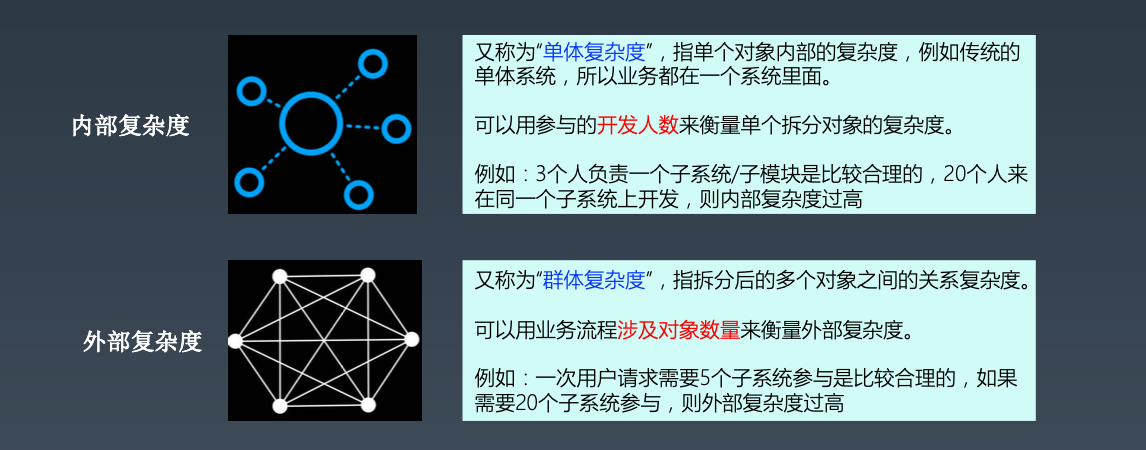 内部复杂度
又称为“单体复杂度”，指单个对象内部的复杂度，例如传统的
单体系统，所以业务都在一个系统里面。
可以用参与的开发人数来衡量单个拆分对象的复杂度。
例如：3个人负责一个子系统/子模块是比较合理的，20个人来
在同一个子系统上开发，则内部复杂度过高
外部复杂度
又称为“群体复杂度”，指拆分后的多个对象之间的关系复杂度。
可以用业务流程涉及对象数量来衡量外部复杂度。
例如：一次用户请求需要5个子系统参与是比较合理的，如果
需要20个子系统参与，则外部复杂度过高